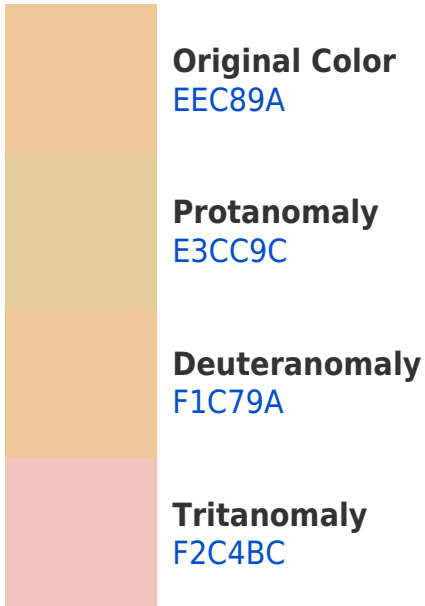 Original Color
EEC89A
Protanomaly
E3CC9C
Deuteranomaly
F1C79A
Tritanomaly
F2C4BC